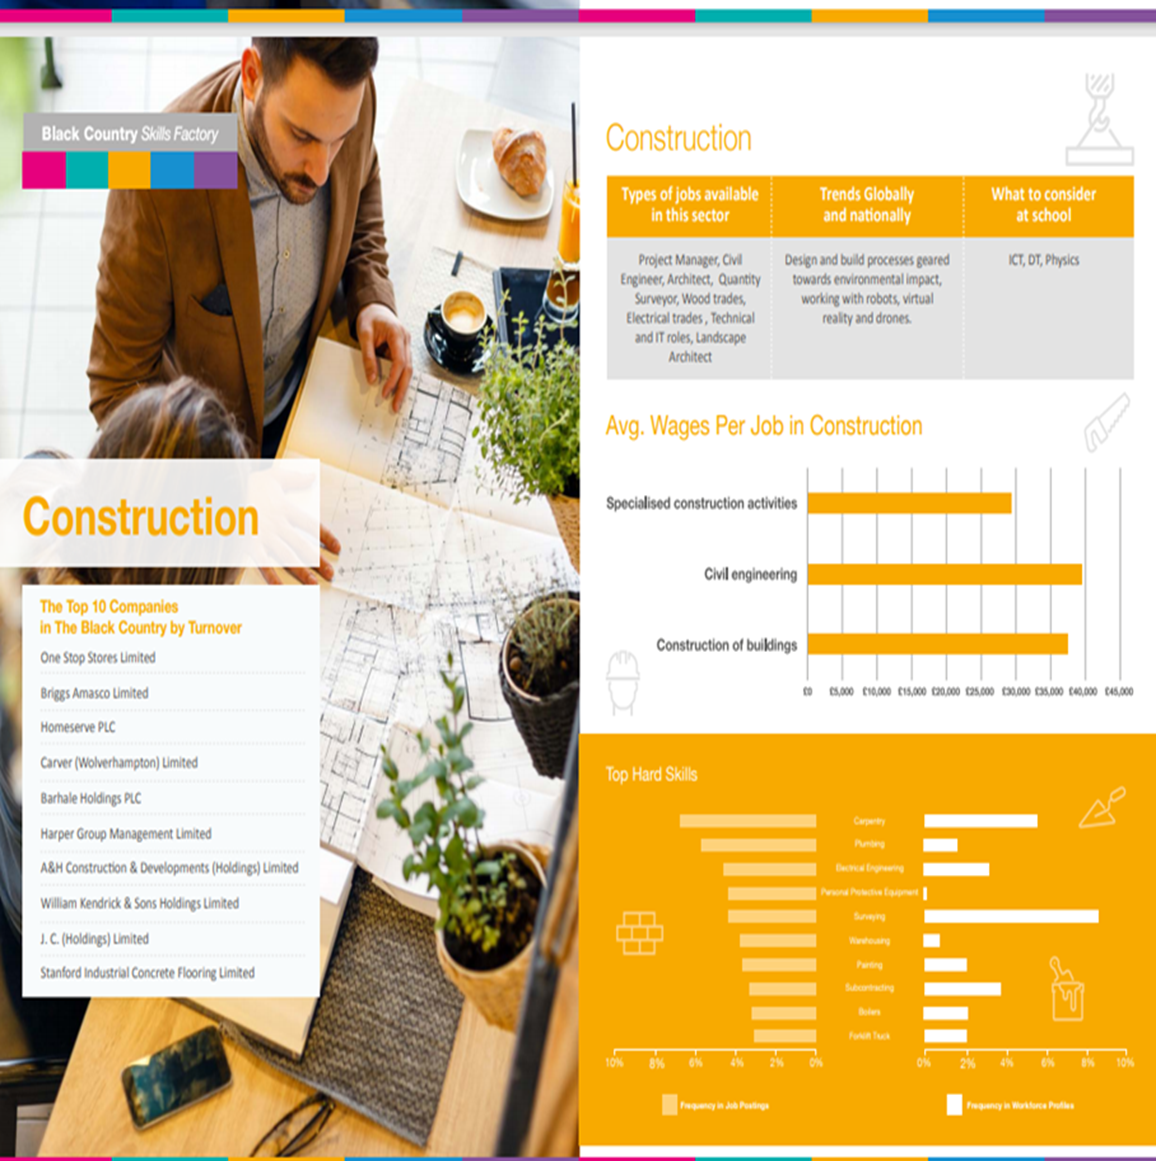 Black Country Skills Factory
Construction
The Top 10 Companies
in The Black Country by Turnover
One Stop Stores Limited
Briggs Amasco Limited
Homeserve PLC
Carver (Wolverhampton) Limited
Barhale Holdings PLC
Harper Group Management Limited
A&H Construction & Developments (Holdings) Limited
William Kendrick & Sons Holdings Limited
J. C. (Holdings) Limited
Stanford Industrial Concrete Flooring Limited
Construction
Types of jobs available
in this sector
Trends Globally
and nationally
What to consider
at school
Project Manager, Civil
Engineer, Architect, Quantity
Surveyor, Wood trades,
Electrical trades , Technical
and IT roles, Landscape
Architect
Design and build processes geared
towards environmental impact,
working with robots, virtual
reality and drones.
ICT, DT, Physics
Avg. Wages Per Job in Construction
Specialised construction activities
Civil engineering
Construction of buildings
£0 £5,000 £10,000 £15,000 £20,000 £25,000 £30,000 £35,000 £40,000 £45,000
Top Hard Skills
Carpentry
Plumbing
Electrical Engineering
Personal Protective Equipment
Surveying
Warehousing
Painting
Subcontracting
Boilers
Forklift Truck
10% 8% 6% 4% 2% 0% 0% 2% 4% 6% 8% 10%
Frequency in Job Postings Frequency in Workforce Profiles